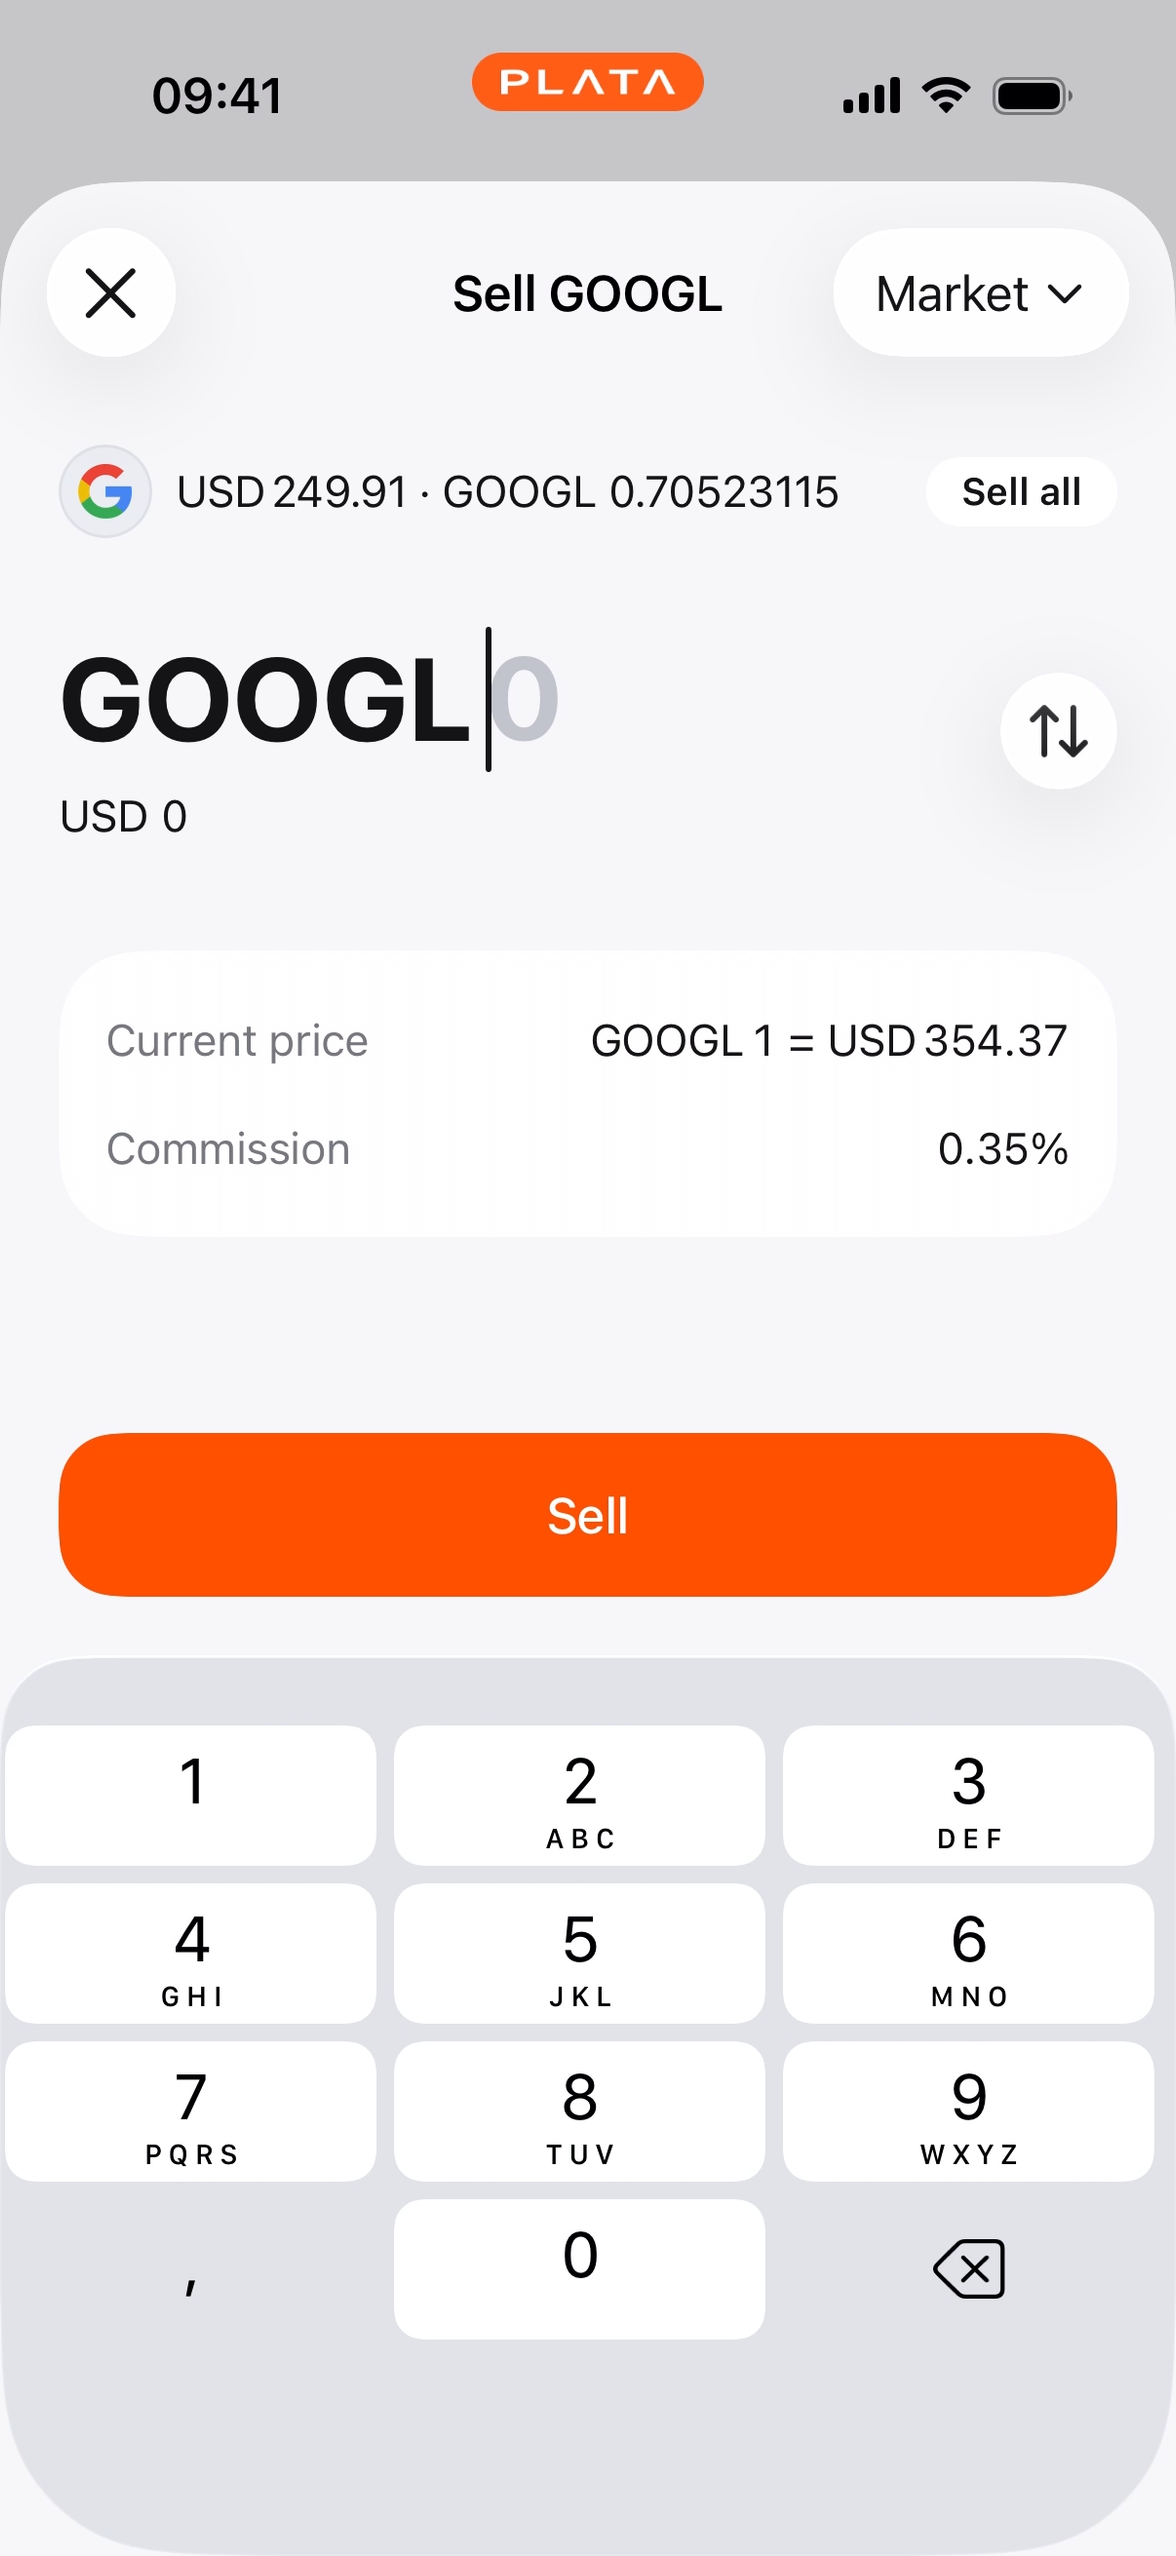 09:41
PLATA
Sell GOOGL
Market
USD 249.91 · GOOGL 0.70523115
Sell all
GOOGL 0
USD 0
Current price
GOOGL 1 = USD 354.37
Commission
0.35%
Sell
1
2
ABC
3
DEF
4
GHI
5
JKL
6
MNO
7
PQRS
8
TUV
9
WXYZ
,
0